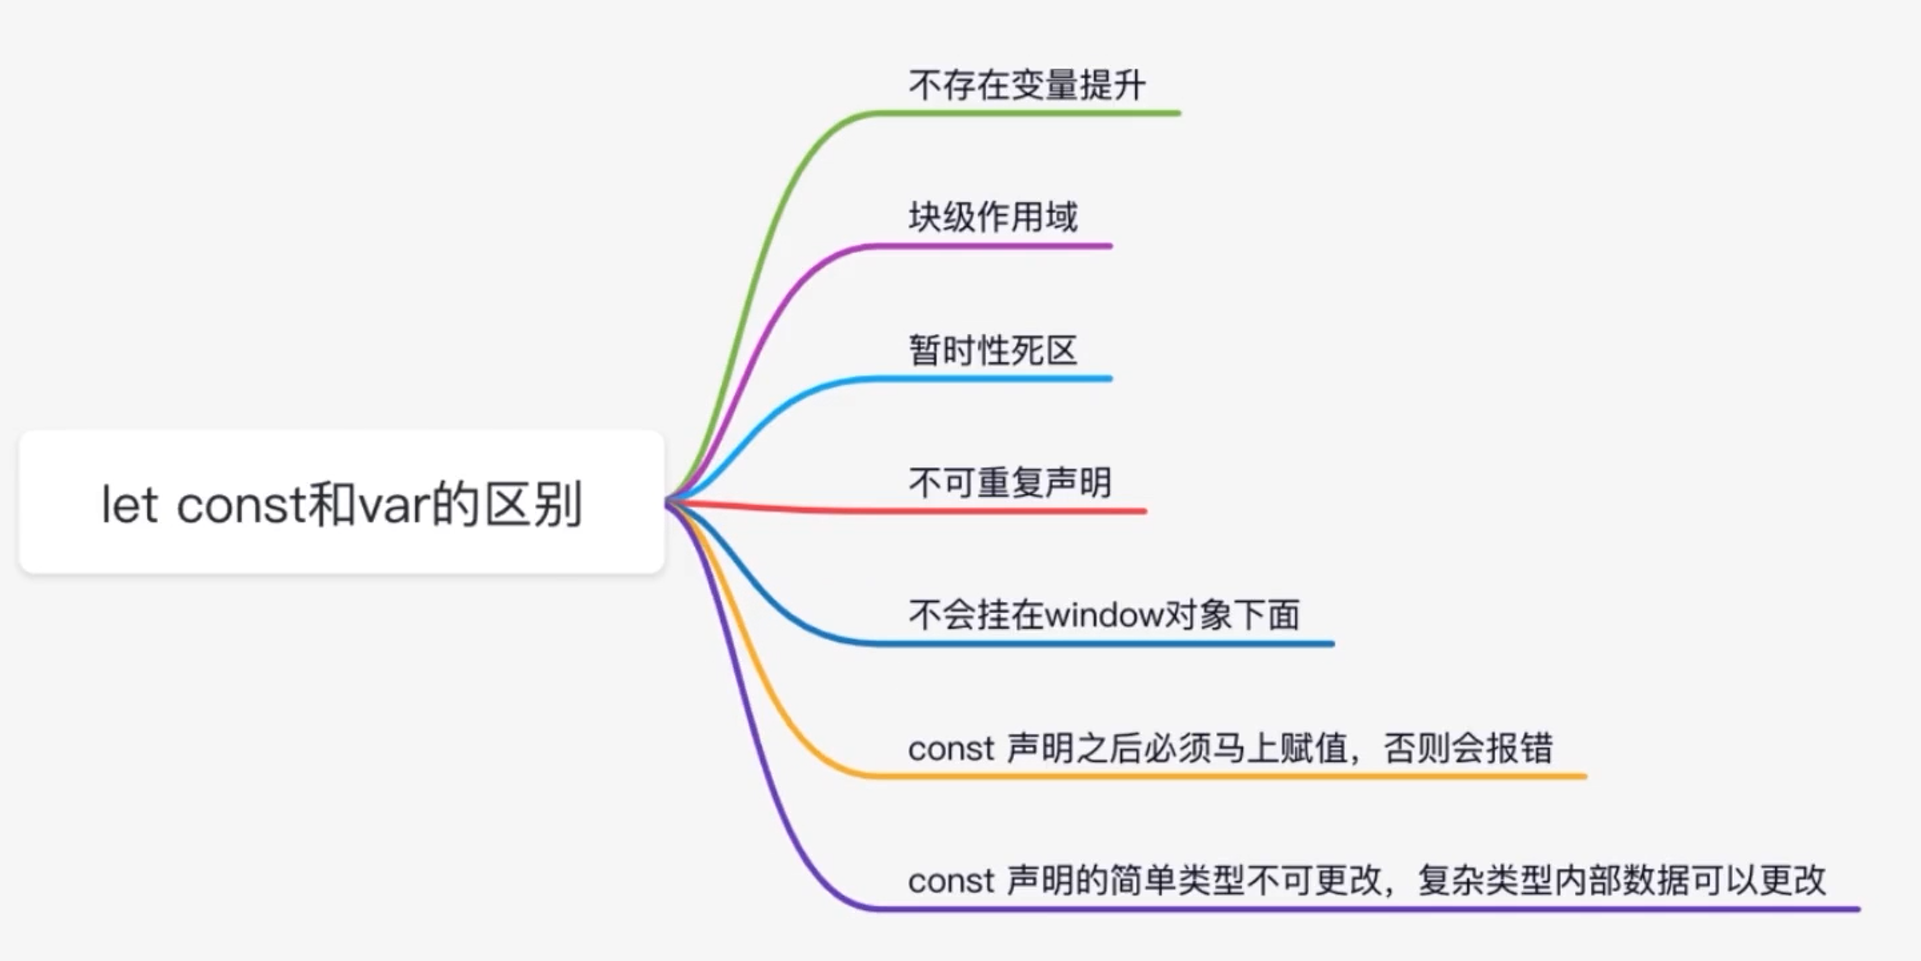 不存在变量提升
块级作用域
暂时性死区
let const和var的区别
不可重复声明
不会挂在window对象下面
const 声明之后必须马上赋值，否则会报错
const 声明的简单类型不可更改，复杂类型内部数据可以更改